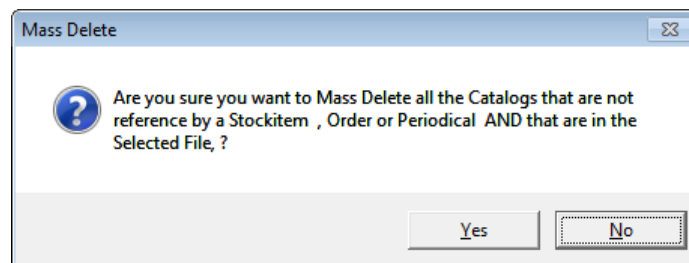 Mass Delete
Are you sure you want to Mass Delete all the Catalogs that are not
reference by a Stockitem , Order or Periodical AND that are in the
Selected File, ?
Yes
No